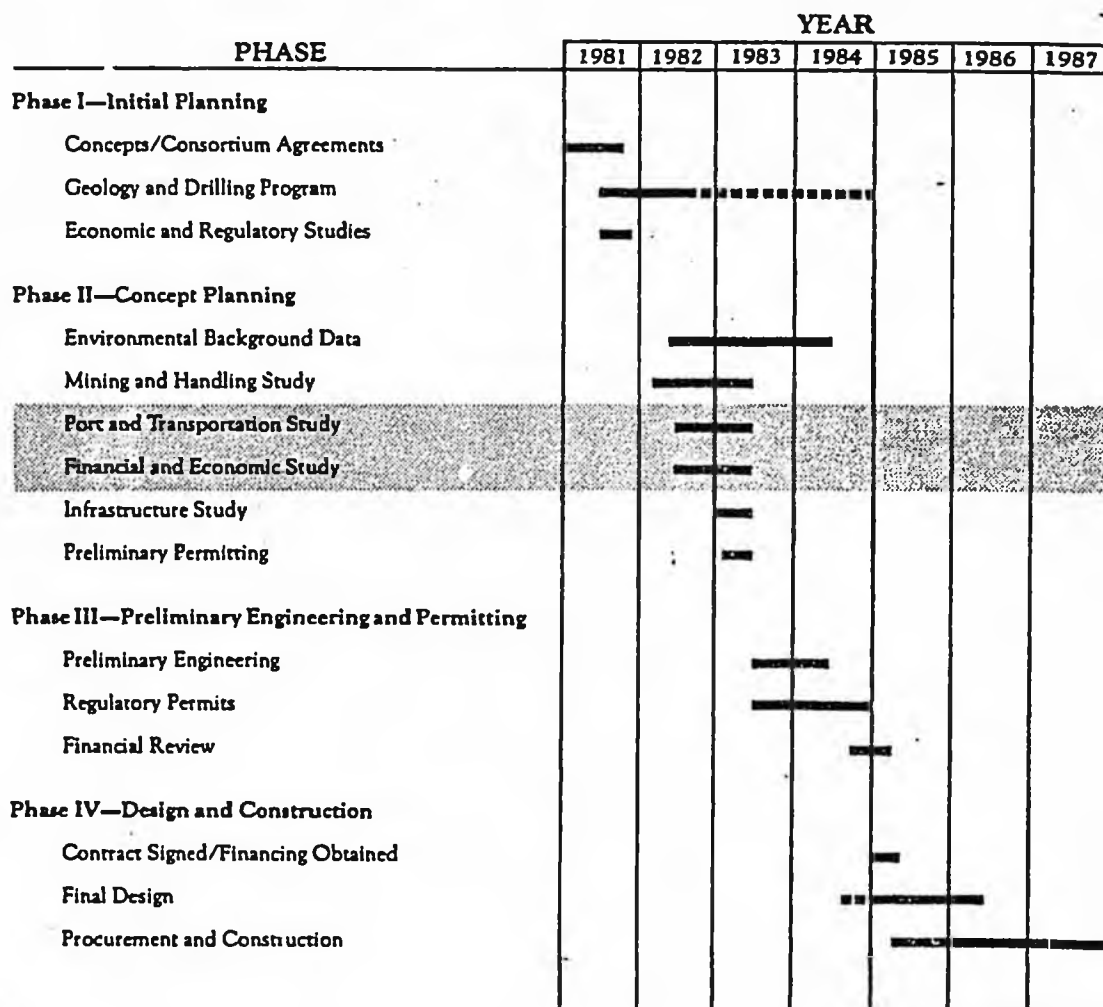 YEAR
PHASE 1981 1982 1983 1984 1985 1986 1987
Phase I—Initial Planning
Concepts/Consortium Agreements
Geology and Drilling Program
Economic and Regulatory Studies
Phase II—Concept Planning
Environmental Background Data
Mining and Handling Study
Port and Transportation Study
Financial and Economic Study
Infrastructure Study
Preliminary Permitting
Phase III—Preliminary Engineering and Permitting
Preliminary Engineering
Regulatory Permits
Financial Review
Phase IV—Design and Construction
Contract Signed/Financing Obtained
Final Design
Procurement and Construction